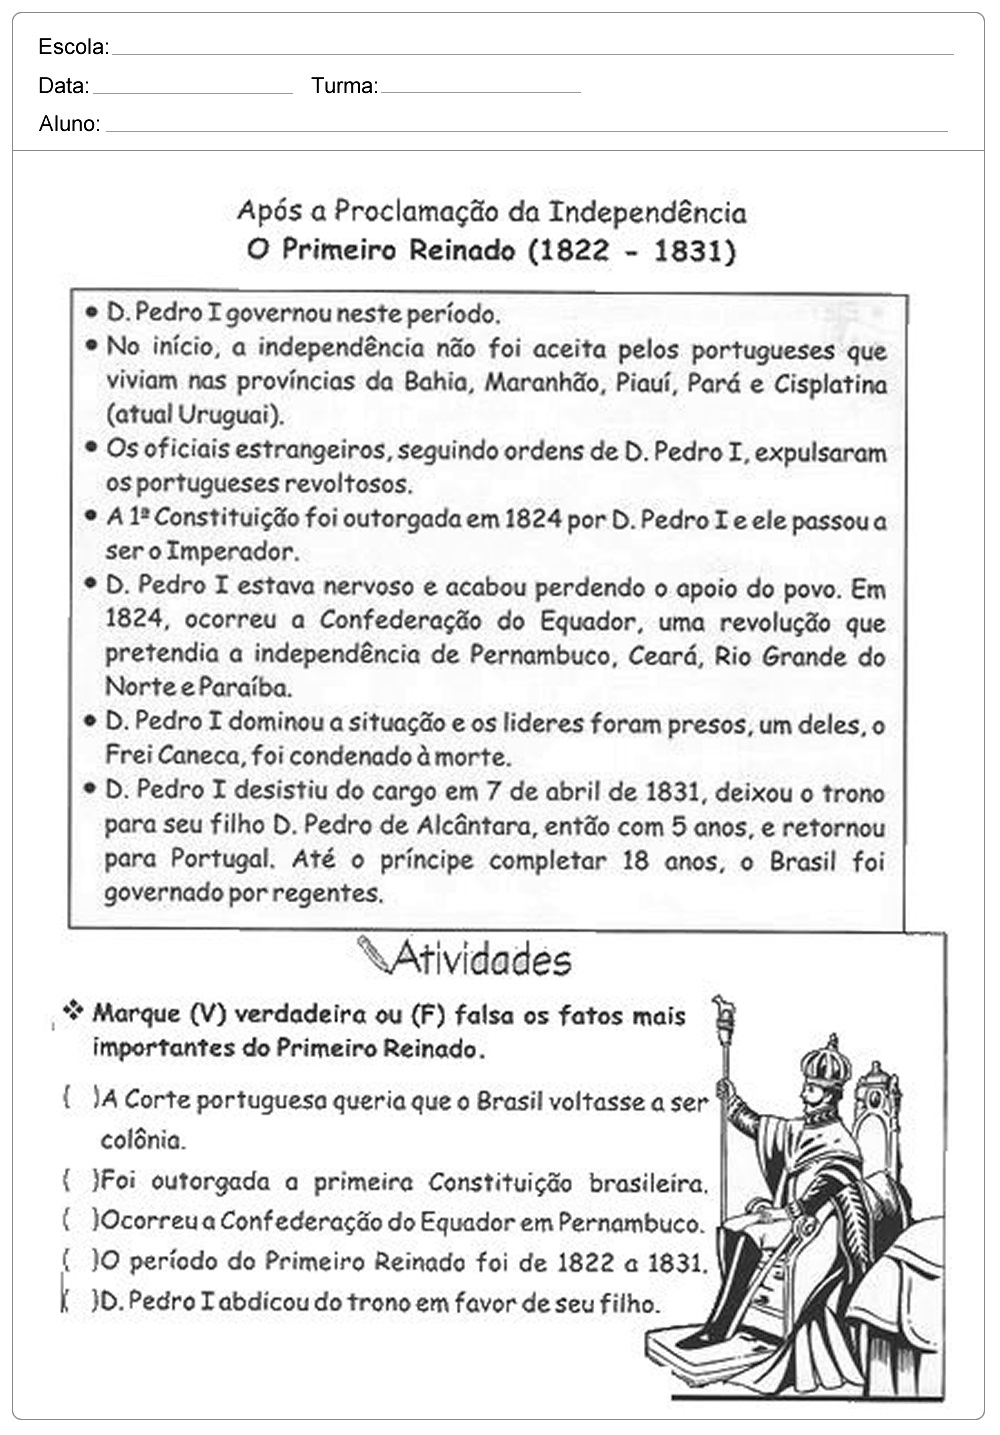 Escola:
Data: Turma:
Aluno:
Após a Proclamação da Independência
O Primeiro Reinado (1822 - 1831)
• D. Pedro I governou neste período.
• No início, a independência não foi aceita pelos portugueses que
viviam nas províncias da Bahia, Maranhão, Piauí, Pará e Cisplatina
(atual Uruguai).
• Os oficiais estrangeiros, seguindo ordens de D. Pedro I, expulsaram
os portugueses revoltosos.
• A 1ª Constituição foi outorgada em 1824 por D. Pedro I e ele passou a
ser o Imperador.
• D. Pedro I estava nervoso e acabou perdendo o apoio do povo. Em
1824, ocorreu a Confederação do Equador, uma revolução que
pretendia a independência de Pernambuco, Ceará, Rio Grande do
Norte e Paraíba.
• D. Pedro I dominou a situação e os lideres foram presos, um deles, o
Frei Caneca, foi condenado à morte.
• D. Pedro I desistiu do cargo em 7 de abril de 1831, deixou o trono
para seu filho D. Pedro de Alcântara, então com 5 anos, e retornou
para Portugal. Até o príncipe completar 18 anos, o Brasil foi
governado por regentes.
Atividades
❖ Marque (V) verdadeira ou (F) falsa os fatos mais
importantes do Primeiro Reinado.
( )A Corte portuguesa queria que o Brasil voltasse a ser
colônia.
( )Foi outorgada a primeira Constituição brasileira.
( )Ocorreu a Confederação do Equador em Pernambuco.
( )O período do Primeiro Reinado foi de 1822 a 1831.
( )D. Pedro I abdicou do trono em favor de seu filho.